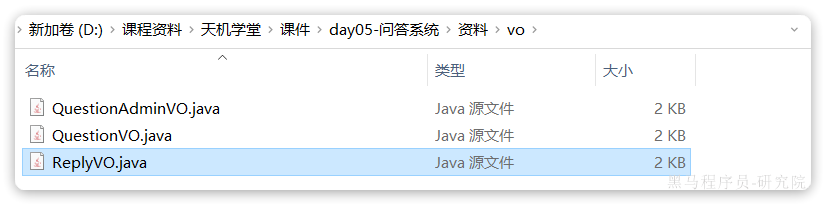 新加卷 (D:) › 课程资料 › 天机学堂 › 课件 › day05-问答系统 › 资料 › vo ›
名称 类型 大小
QuestionAdminVO.java Java 源文件 2 KB
QuestionVO.java Java 源文件 2 KB
ReplyVO.java Java 源文件 2 KB
黑马程序员-研究院